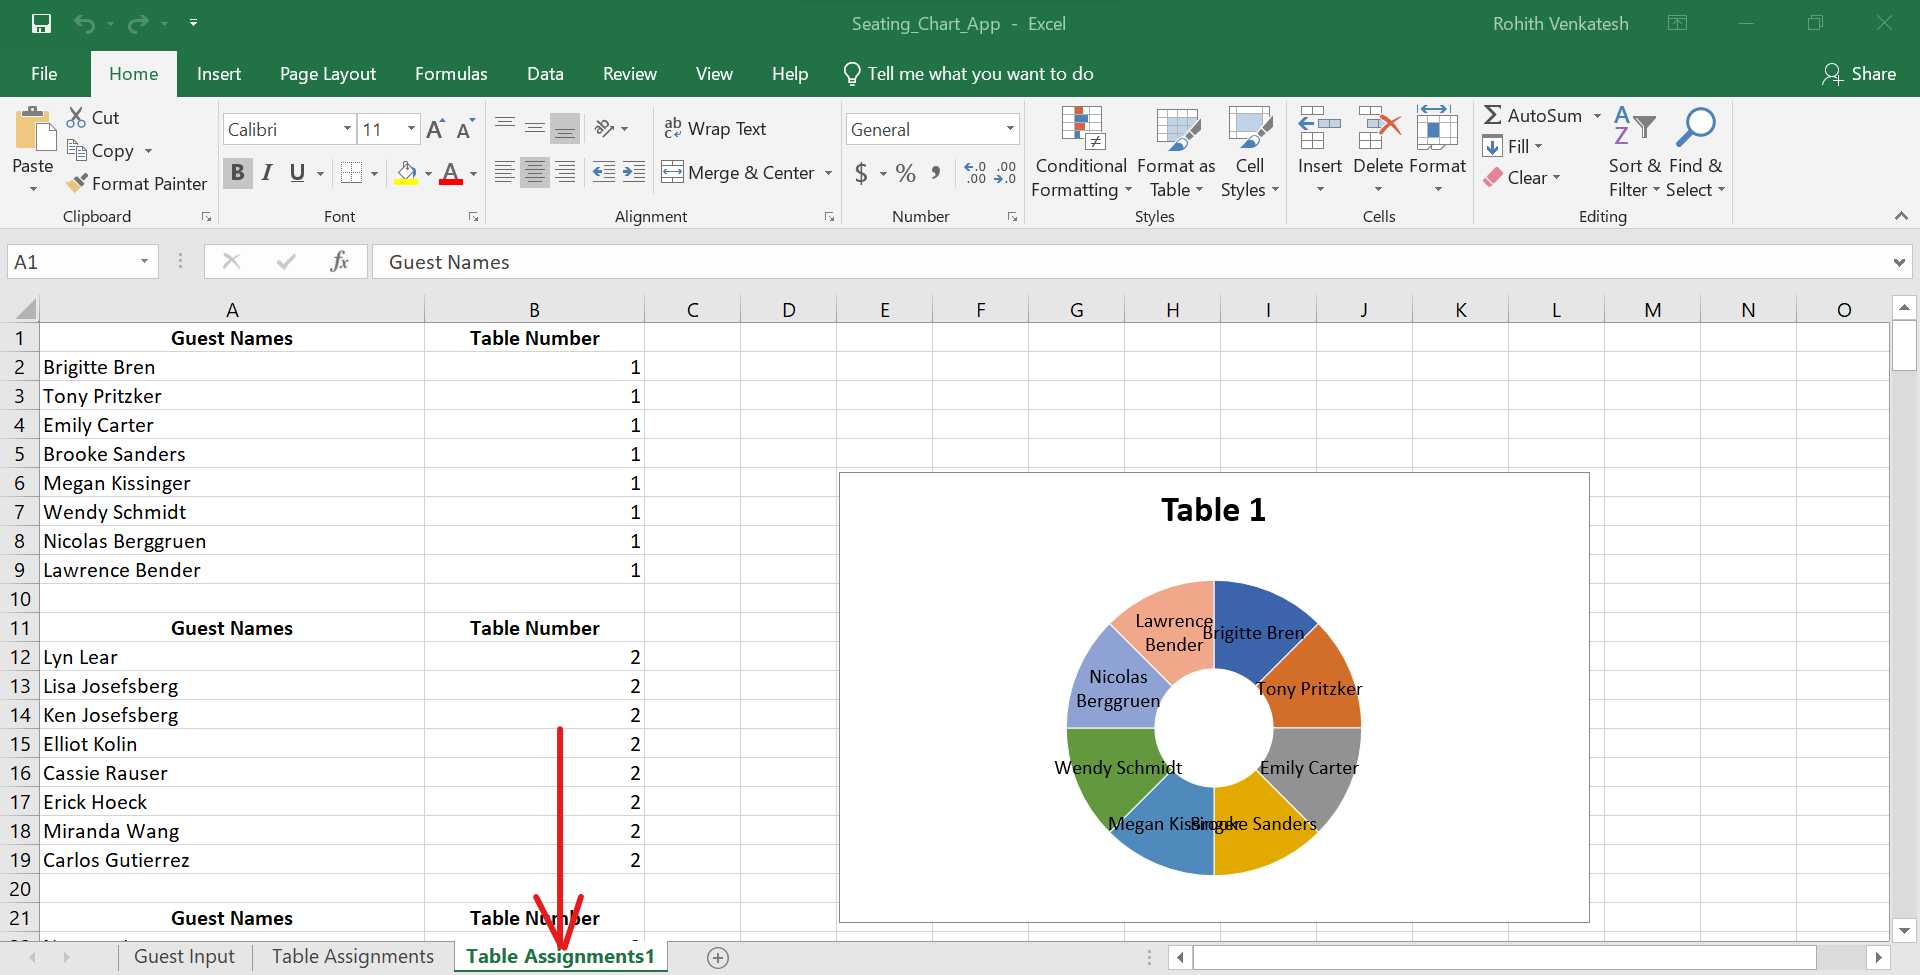 Seating_Chart_App - Excel
Rohith Venkatesh
File Home Insert Page Layout Formulas Data Review View Help Tell me what you want to do Share
Paste
Cut
Copy
Format Painter
Clipboard
Calibri 11
B I U
Font
Wrap Text
Merge & Center
Alignment
General
$ % ,
Number
Conditional Formatting
Format as Table
Cell Styles
Styles
Insert Delete Format
Cells
AutoSum
Fill
Clear
Sort & Filter
Find & Select
Editing
A1 fx Guest Names
A B C D E F G H I J K L M N O
1 Guest Names Table Number
2 Brigitte Bren 1
3 Tony Pritzker 1
4 Emily Carter 1
5 Brooke Sanders 1
6 Megan Kissinger 1
7 Wendy Schmidt 1
8 Nicolas Berggruen 1
9 Lawrence Bender 1
10
11 Guest Names Table Number
12 Lyn Lear 2
13 Lisa Josefsberg 2
14 Ken Josefsberg 2
15 Elliot Kolin 2
16 Cassie Rauser 2
17 Erick Hoeck 2
18 Miranda Wang 2
19 Carlos Gutierrez 2
20
21 Guest Names Table Number
Table 1
Lawrence
Bender
Brigitte Bren
Nicolas
Berggruen
Tony Pritzker
Wendy Schmidt
Emily Carter
Megan Kissinger
Brooke Sanders
Guest Input Table Assignments Table Assignments1